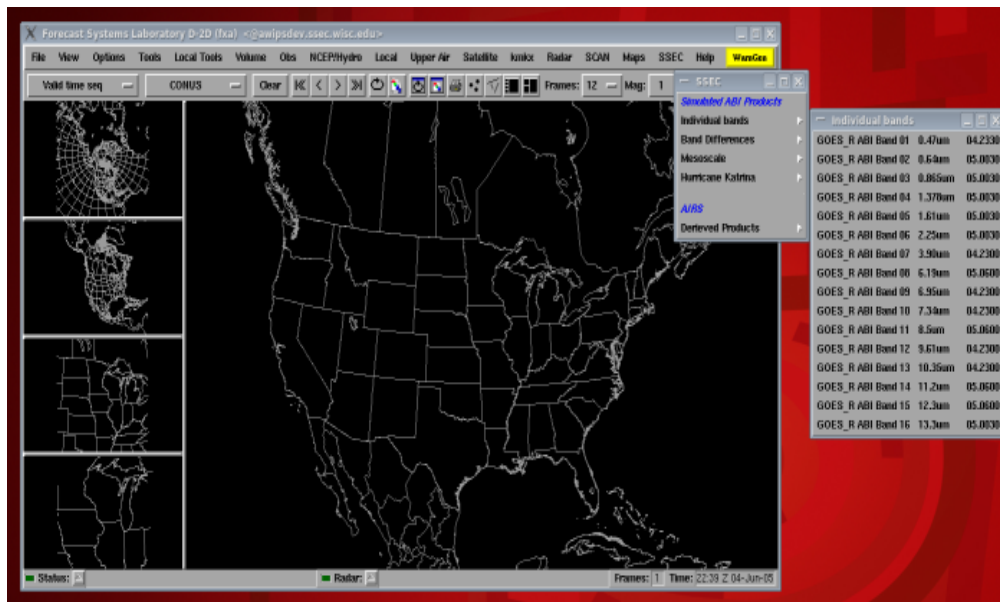 Forecast Systems Laboratory D-2D (fxa) <@awipsdev.ssec.wisc.edu>
File View Options Tools Local Tools Volume Obs NCEP/Hydro Local Upper Air Satellite Radar SCAN Maps SSEC Help WarnGen
Valid time seq CONUS Clear Frames: 12 Mag: 1
SSEC
Simulated ABI Products
Individual bands
Band Differences
Mesoscale
Hurricane Katrina
AIRS
Derieved Products
Individual bands
GOES_R ABI Band 01 0.47um 04.2330
GOES_R ABI Band 02 0.64um 05.0030
GOES_R ABI Band 03 0.865um 05.0030
GOES_R ABI Band 04 1.378um 05.0030
GOES_R ABI Band 05 1.61um 05.0030
GOES_R ABI Band 06 2.25um 05.0030
GOES_R ABI Band 07 3.90um 04.2300
GOES_R ABI Band 08 6.19um 05.0600
GOES_R ABI Band 09 6.95um 04.2300
GOES_R ABI Band 10 7.34um 04.2300
GOES_R ABI Band 11 8.5um 05.0030
GOES_R ABI Band 12 9.61um 04.2300
GOES_R ABI Band 13 10.35um 04.2300
GOES_R ABI Band 14 11.2um 05.0600
GOES_R ABI Band 15 12.3um 05.0600
GOES_R ABI Band 16 13.3um 05.0030
Status: Radar: Frames: 1 Time: 22:39 Z 04-Jun-05